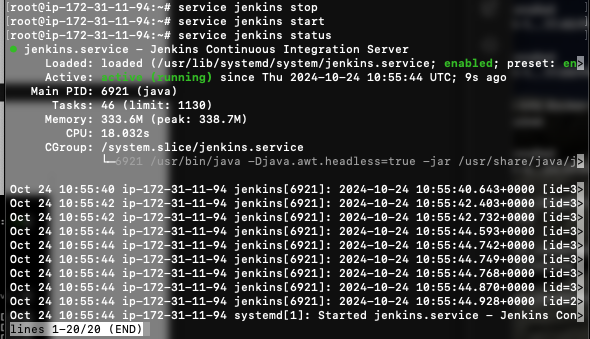 [root@ip-172-31-11-94:~# service jenkins stop
[root@ip-172-31-11-94:~# service jenkins start
[root@ip-172-31-11-94:~# service jenkins status
● jenkins.service - Jenkins Continuous Integration Server
Loaded: loaded (/usr/lib/systemd/system/jenkins.service; enabled; preset: en>
Active: active (running) since Thu 2024-10-24 10:55:44 UTC; 9s ago
Main PID: 6921 (java)
Tasks: 46 (limit: 1130)
Memory: 333.6M (peak: 338.7M)
CPU: 18.032s
CGroup: /system.slice/jenkins.service
└─6921 /usr/bin/java -Djava.awt.headless=true -jar /usr/share/java/j>
Oct 24 10:55:40 ip-172-31-11-94 jenkins[6921]: 2024-10-24 10:55:40.643+0000 [id=3>
Oct 24 10:55:42 ip-172-31-11-94 jenkins[6921]: 2024-10-24 10:55:42.403+0000 [id=3>
Oct 24 10:55:42 ip-172-31-11-94 jenkins[6921]: 2024-10-24 10:55:42.732+0000 [id=3>
Oct 24 10:55:44 ip-172-31-11-94 jenkins[6921]: 2024-10-24 10:55:44.593+0000 [id=3>
Oct 24 10:55:44 ip-172-31-11-94 jenkins[6921]: 2024-10-24 10:55:44.742+0000 [id=3>
Oct 24 10:55:44 ip-172-31-11-94 jenkins[6921]: 2024-10-24 10:55:44.749+0000 [id=3>
Oct 24 10:55:44 ip-172-31-11-94 jenkins[6921]: 2024-10-24 10:55:44.768+0000 [id=3>
Oct 24 10:55:44 ip-172-31-11-94 jenkins[6921]: 2024-10-24 10:55:44.870+0000 [id=3>
Oct 24 10:55:44 ip-172-31-11-94 jenkins[6921]: 2024-10-24 10:55:44.928+0000 [id=2>
Oct 24 10:55:44 ip-172-31-11-94 systemd[1]: Started jenkins.service - Jenkins Con>
lines 1-20/20 (END)